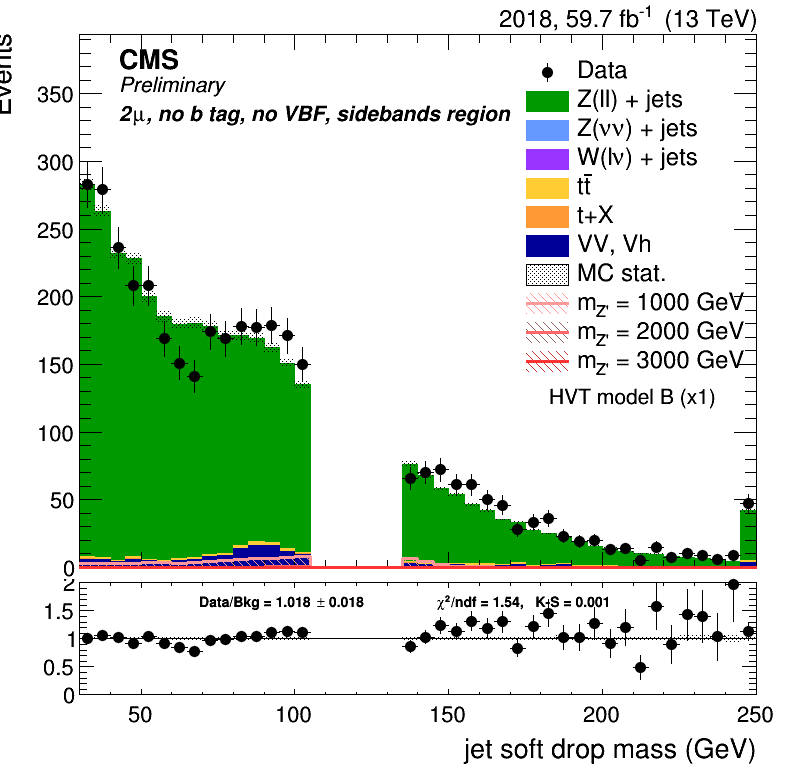 2018, 59.7 fb⁻¹ (13 TeV)
Events
CMS
Preliminary
2μ, no b tag, no VBF, sidebands region
Data
Z(ll) + jets
Z(νν) + jets
W(lν) + jets
tt̄
t+X
VV, Vh
MC stat.
m_Z' = 1000 GeV
m_Z' = 2000 GeV
m_Z' = 3000 GeV
HVT model B (x1)
350
300
250
200
150
100
50
0
Data/Bkg = 1.018 ± 0.018
χ²/ndf = 1.54, K-S = 0.001
2
1.5
1
0.5
0
50 100 150 200 250
jet soft drop mass (GeV)